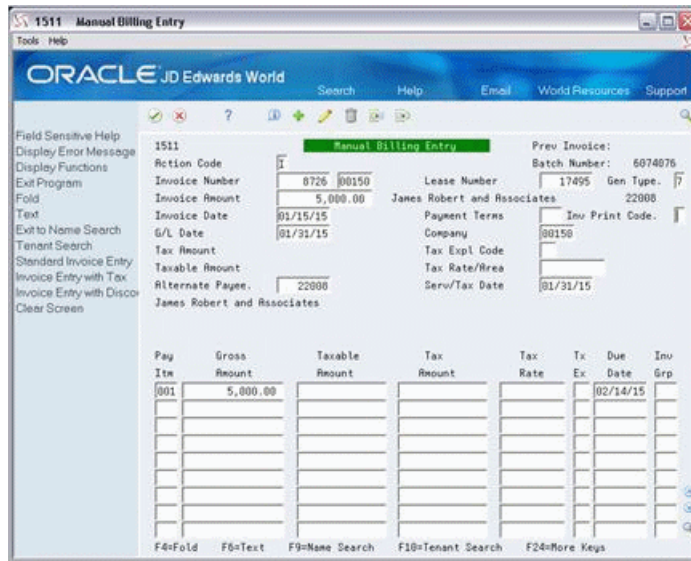 1511 Manual Billing Entry
Tools Help
ORACLE JD Edwards World
Search Help Email World Resources Support
Field Sensitive Help
Display Error Message
Display Functions
Exit Program
Fold
Text
Exit to Name Search
Tenant Search
Standard Invoice Entry
Invoice Entry with Tax
Invoice Entry with Discou
Clear Screen
1511 Manual Billing Entry Prev Invoice:
Action Code I Batch Number: 6074076
Invoice Number 8726 00150 Lease Number 17495 Gen Type. 7
Invoice Amount 5,000.00 James Robert and Associates 22008
Invoice Date 01/15/15 Payment Terms Inv Print Code.
G/L Date 01/31/15 Company 00150
Tax Amount Tax Expl Code
Taxable Amount Tax Rate/Area
Alternate Payee. 22008 Serv/Tax Date 01/31/15
James Robert and Associates
Pay Gross Taxable Tax Tax Tx Due Inv
Itm Amount Amount Amount Rate Ex Date Grp
001 5,000.00 02/14/15
F4=Fold F6=Text F9=Name Search F10=Tenant Search F24=More Keys